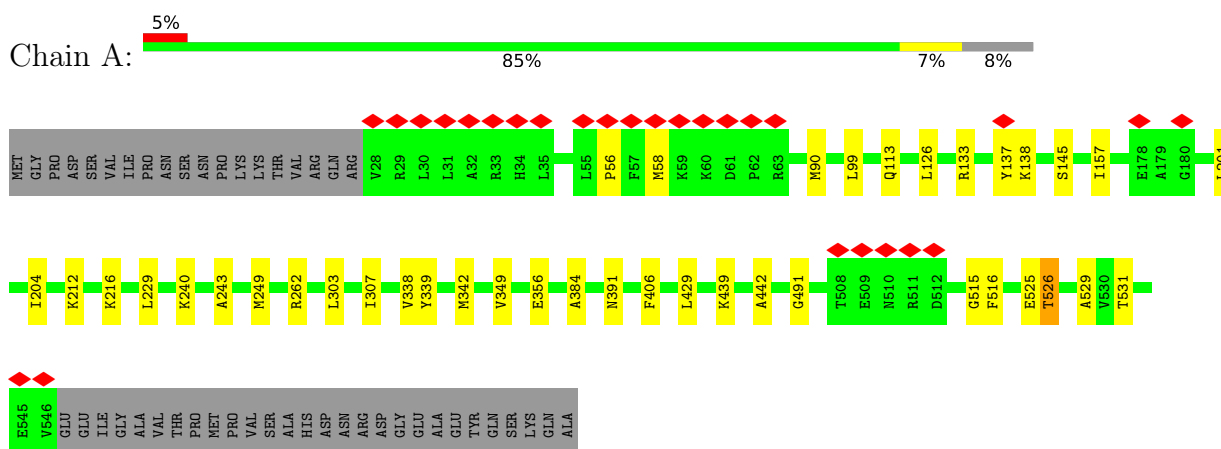 5%
Chain A:
85%
7%
8%
MET GLY PRO ASP SER VAL ILE PRO ASN SER ASN PRO LYS LYS THR VAL ARG GLN ARG V28 R29 L30 L31 A32 R33 H34 L35 L55 P56 F57 M58 K59 K60 D61 P62 R63 M90 L99 Q113 L126 R133 Y137 K138 S145 I157 E178 A179 G180
I204 K212 K216 L229 K240 A243 M249 R262 L303 I307 V338 Y339 M342 V349 E356 A384 N391 F406 L429 K439 A442 G491 T508 E509 N510 R511 D512 G515 F516 E525 T526 A529 V530 T531
E545 V546 GLU GLU ILE GLY ALA VAL THR PRO MET PRO VAL SER ALA HIS ASP ASN ARG ASP GLY GLU ALA GLU TYR GLN SER LYS GLN ALA